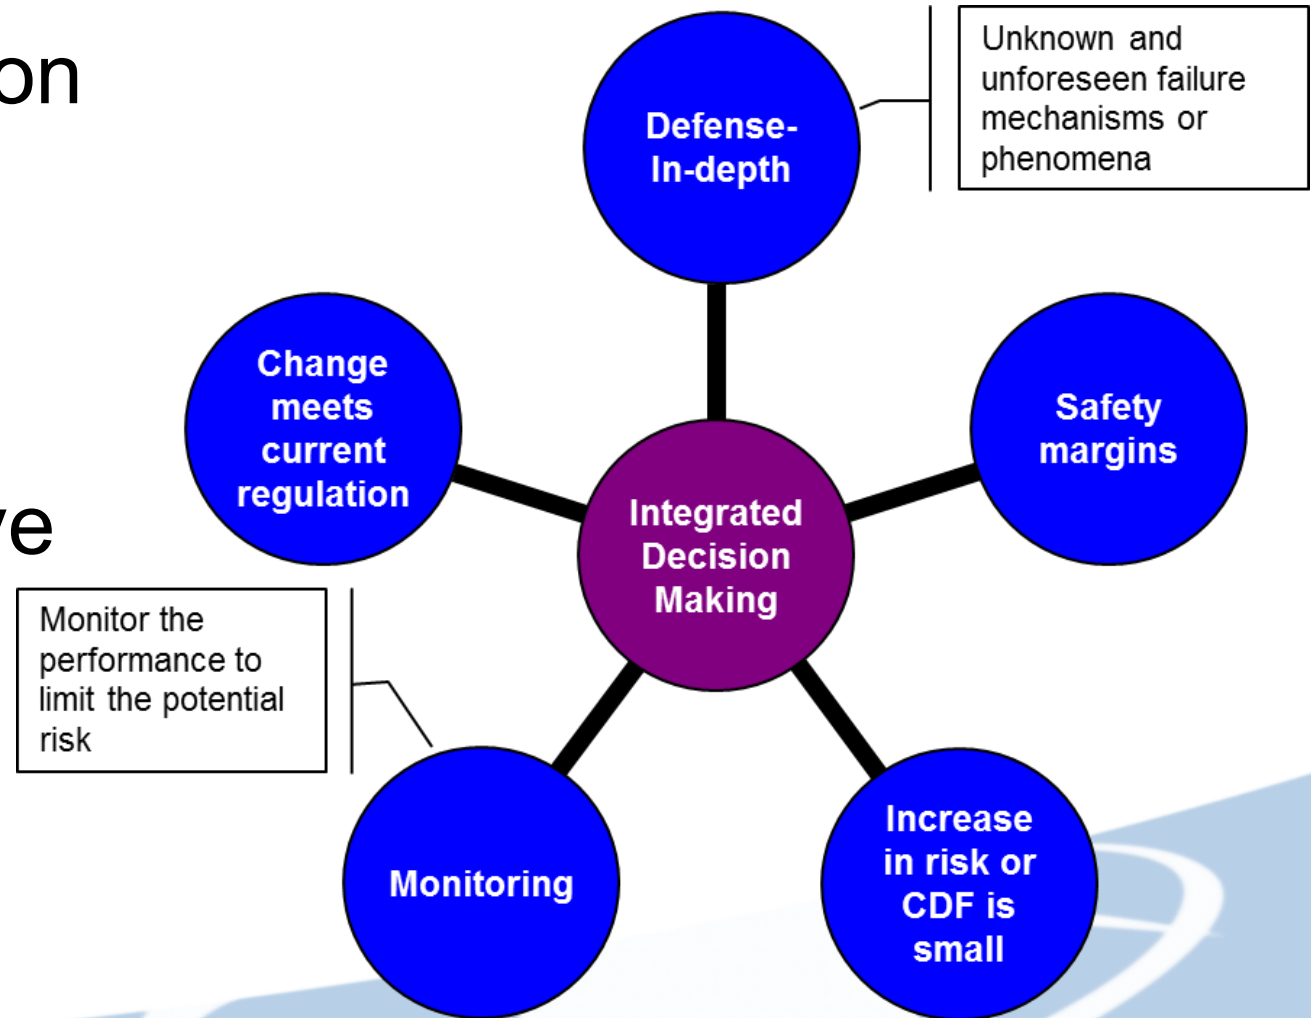 on
ve
Defense-
In-depth
Unknown and
unforeseen failure
mechanisms or
phenomena
Change
meets
current
regulation
Safety
margins
Integrated
Decision
Making
Monitor the
performance to
limit the potential
risk
Monitoring
Increase
in risk or
CDF is
small